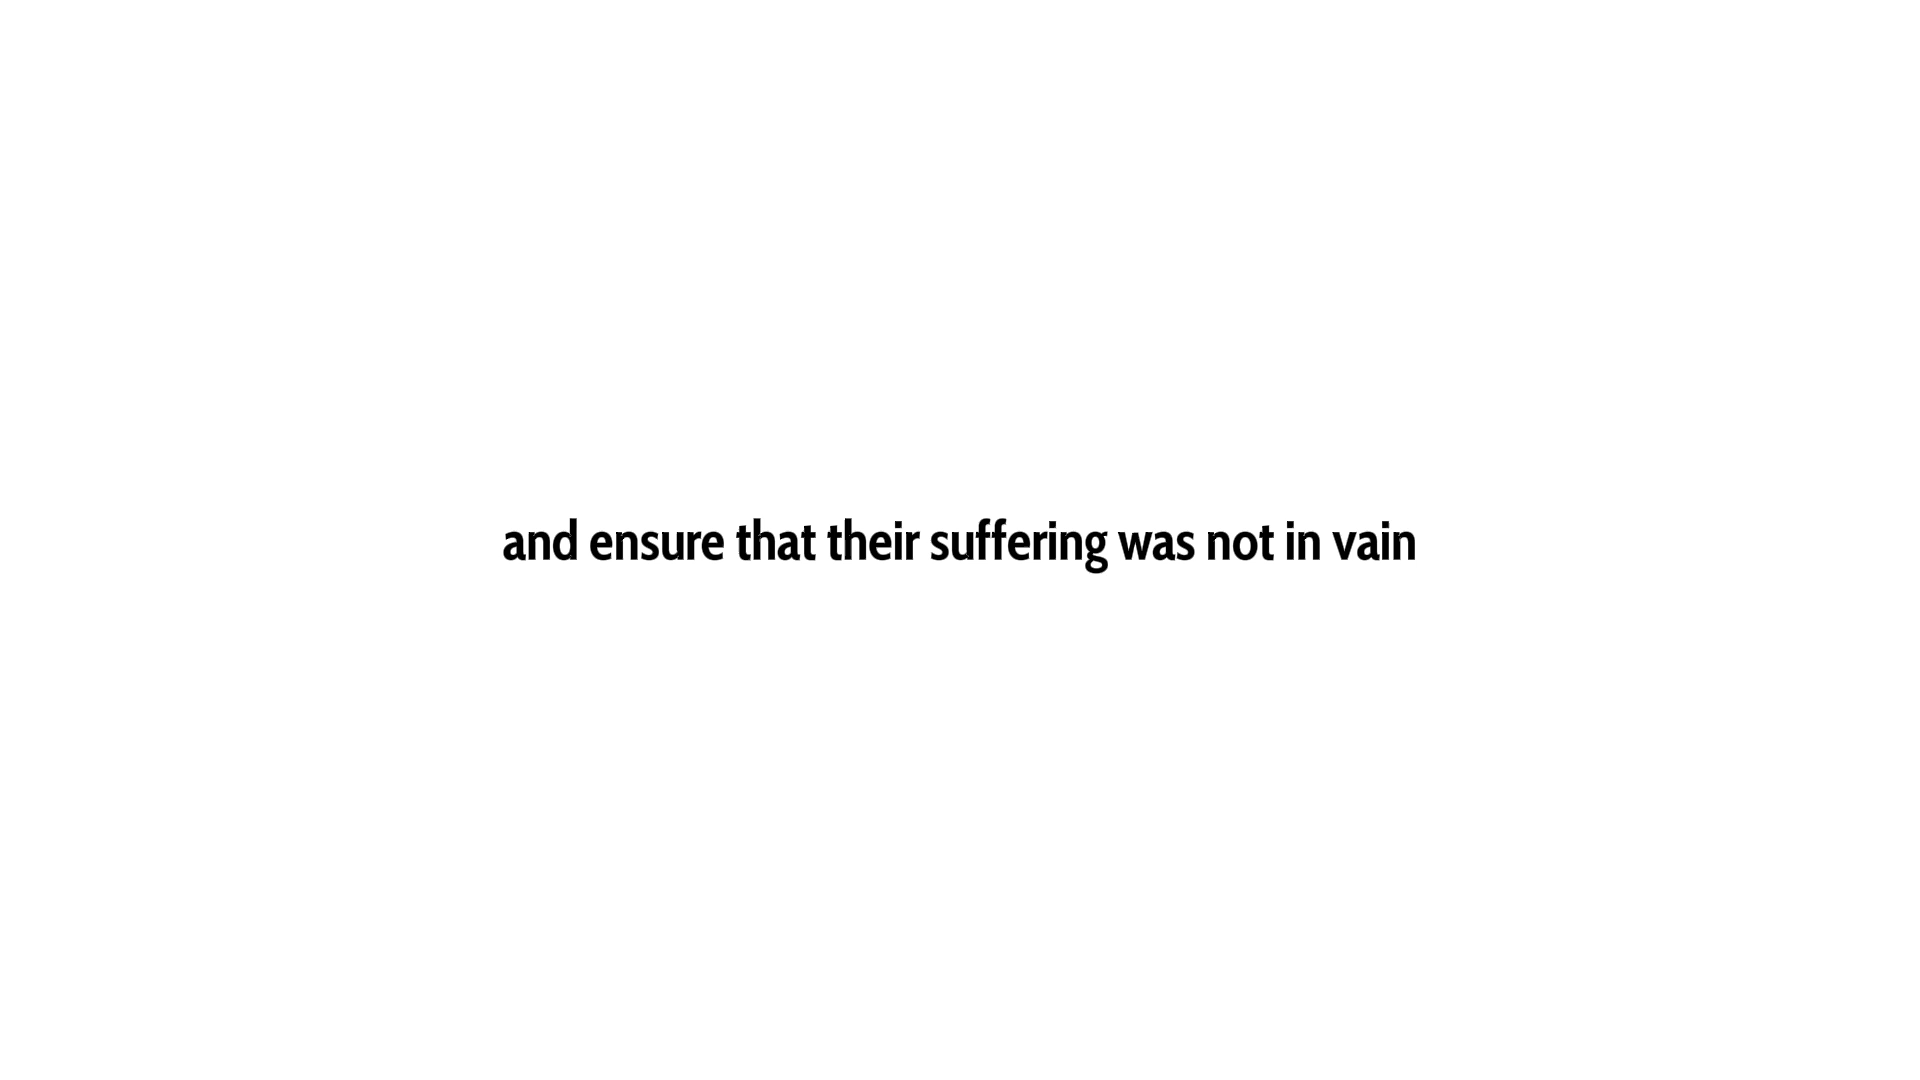 and ensure that their suffering was not in vain